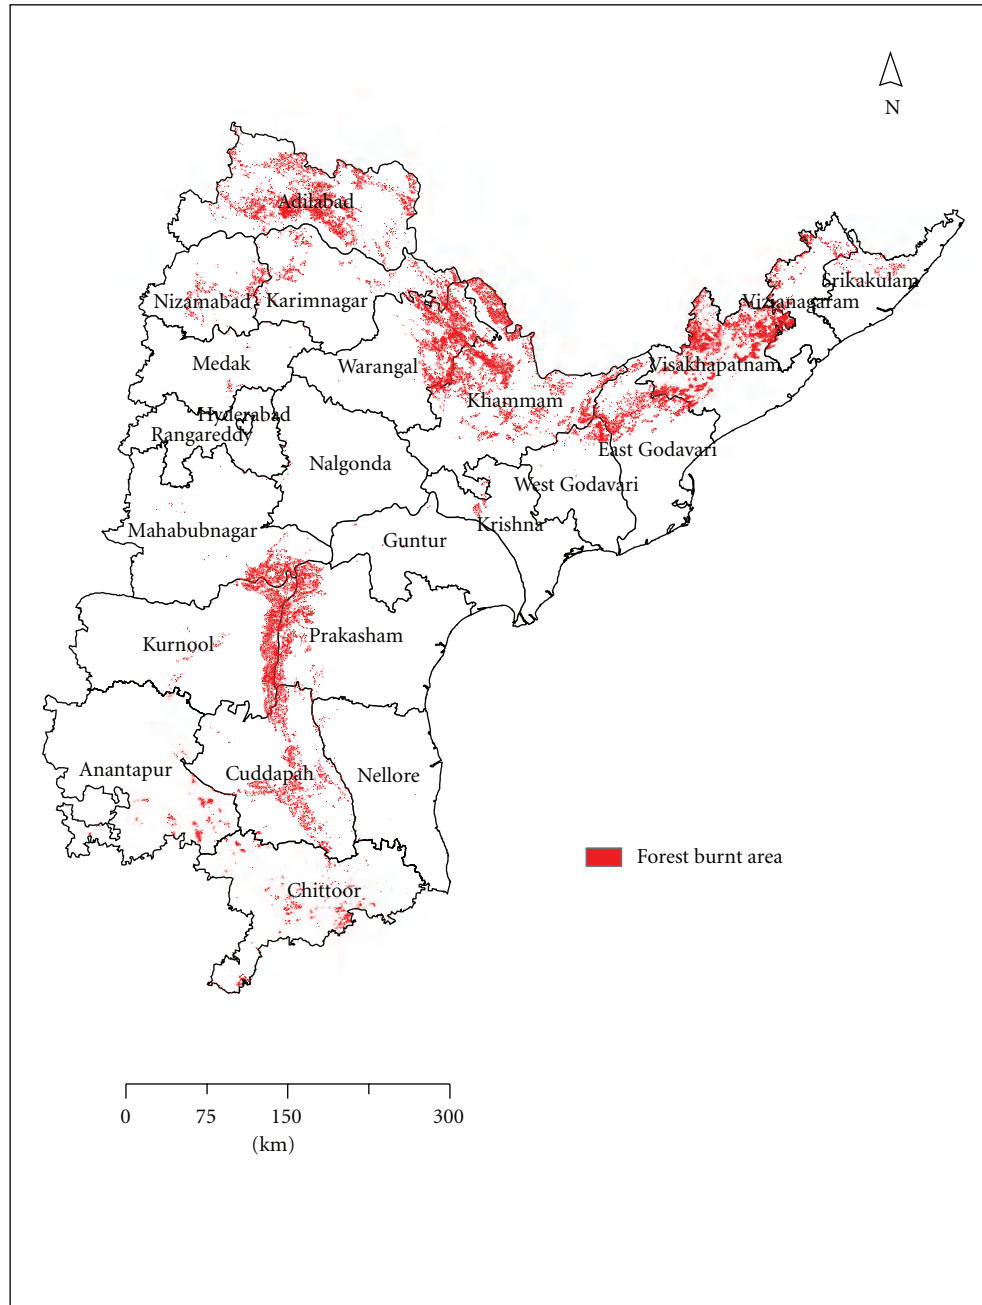 N
Adilabad
Srikakulam
Nizamabad
Karimnagar
Vizianagaram
Medak
Warangal
Visakhapatnam
Khammam
Hyderabad
Rangareddy
Nalgonda
East Godavari
West Godavari
Mahabubnagar
Krishna
Guntur
Kurnool
Prakasham
Anantapur
Cuddapah
Nellore
Forest burnt area
Chittoor
0 75 150 300
(km)